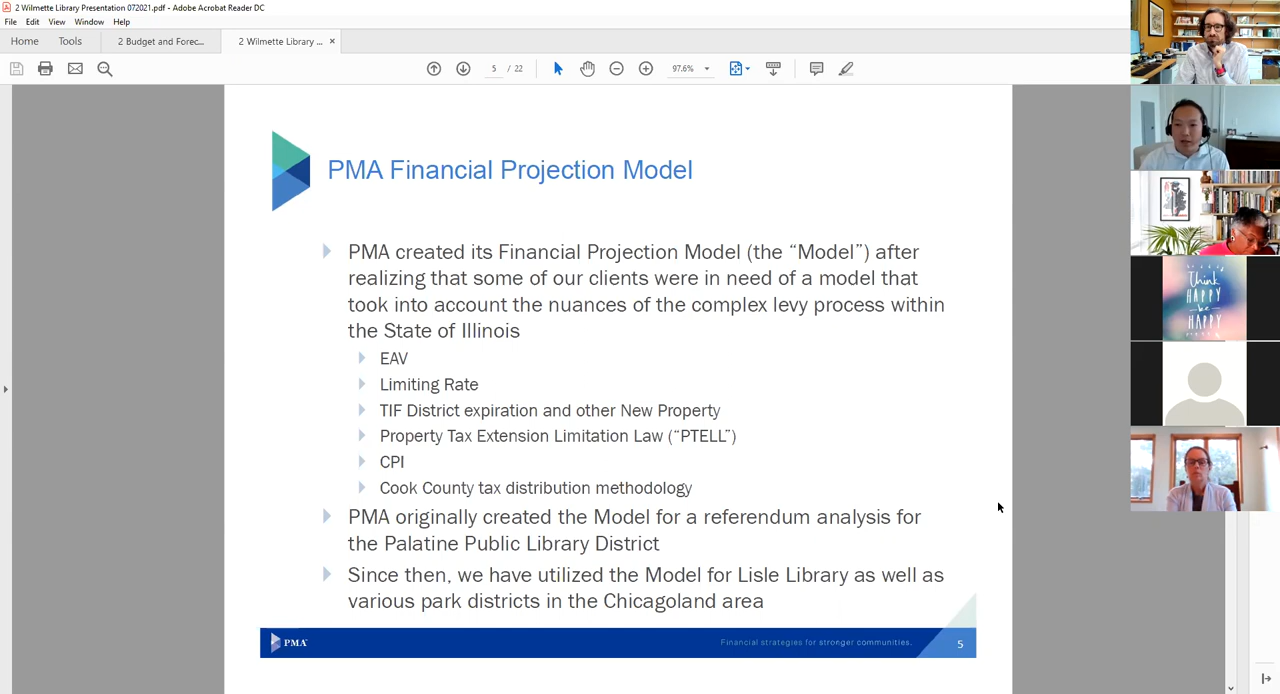 2 Wilmette Library Presentation 072021.pdf - Adobe Acrobat Reader DC
File Edit View Window Help
Home Tools 2 Budget and Forec... 2 Wilmette Library ... ×
5 / 22 97.6%
PMA Financial Projection Model
PMA created its Financial Projection Model (the “Model”) after
realizing that some of our clients were in need of a model that
took into account the nuances of the complex levy process within
the State of Illinois
EAV
Limiting Rate
TIF District expiration and other New Property
Property Tax Extension Limitation Law (“PTELL”)
CPI
Cook County tax distribution methodology
PMA originally created the Model for a referendum analysis for
the Palatine Public Library District
Since then, we have utilized the Model for Lisle Library as well as
various park districts in the Chicagoland area
PMA
Financial strategies for stronger communities.
5
Think
HAPPY
be
HAPPY